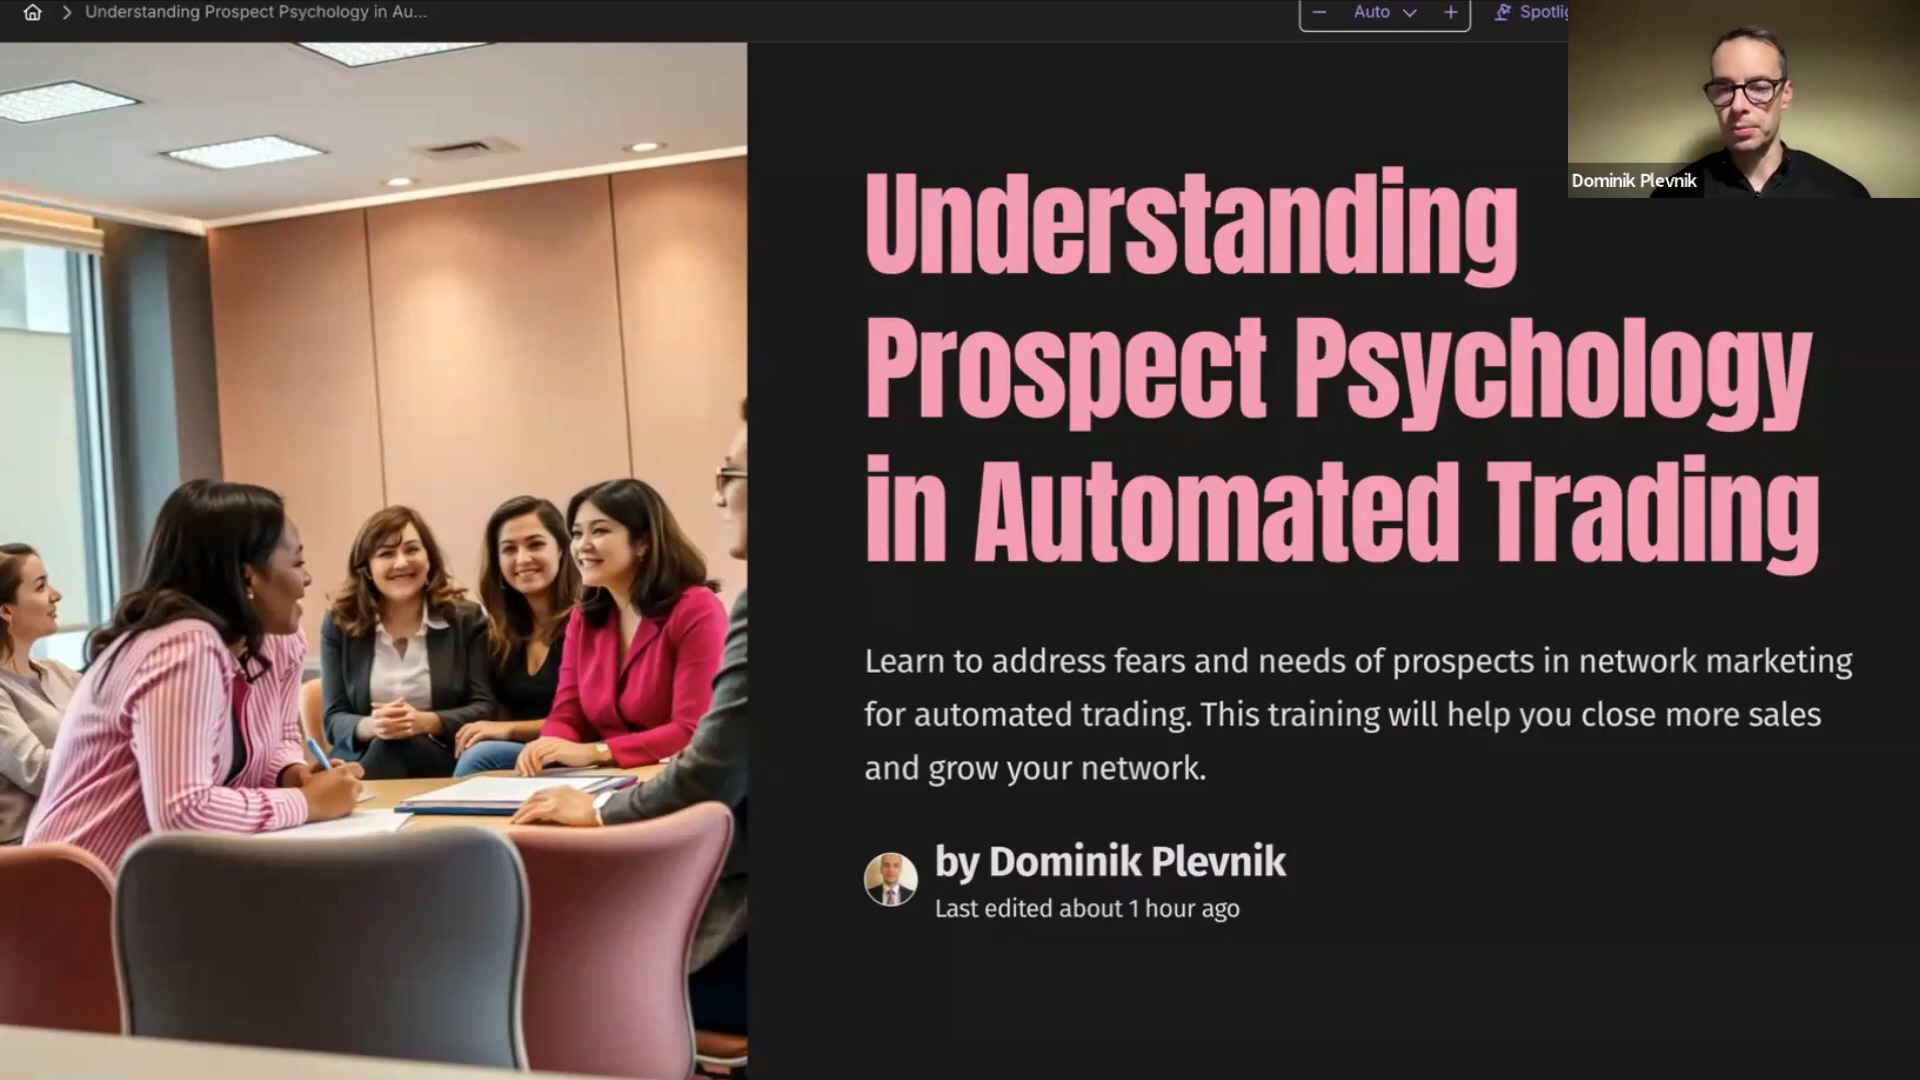 Understanding Prospect Psychology in Au...
Auto
Dominik Plevnik
Understanding
Prospect Psychology
in Automated Trading
Learn to address fears and needs of prospects in network marketing
for automated trading. This training will help you close more sales
and grow your network.
by Dominik Plevnik
Last edited about 1 hour ago